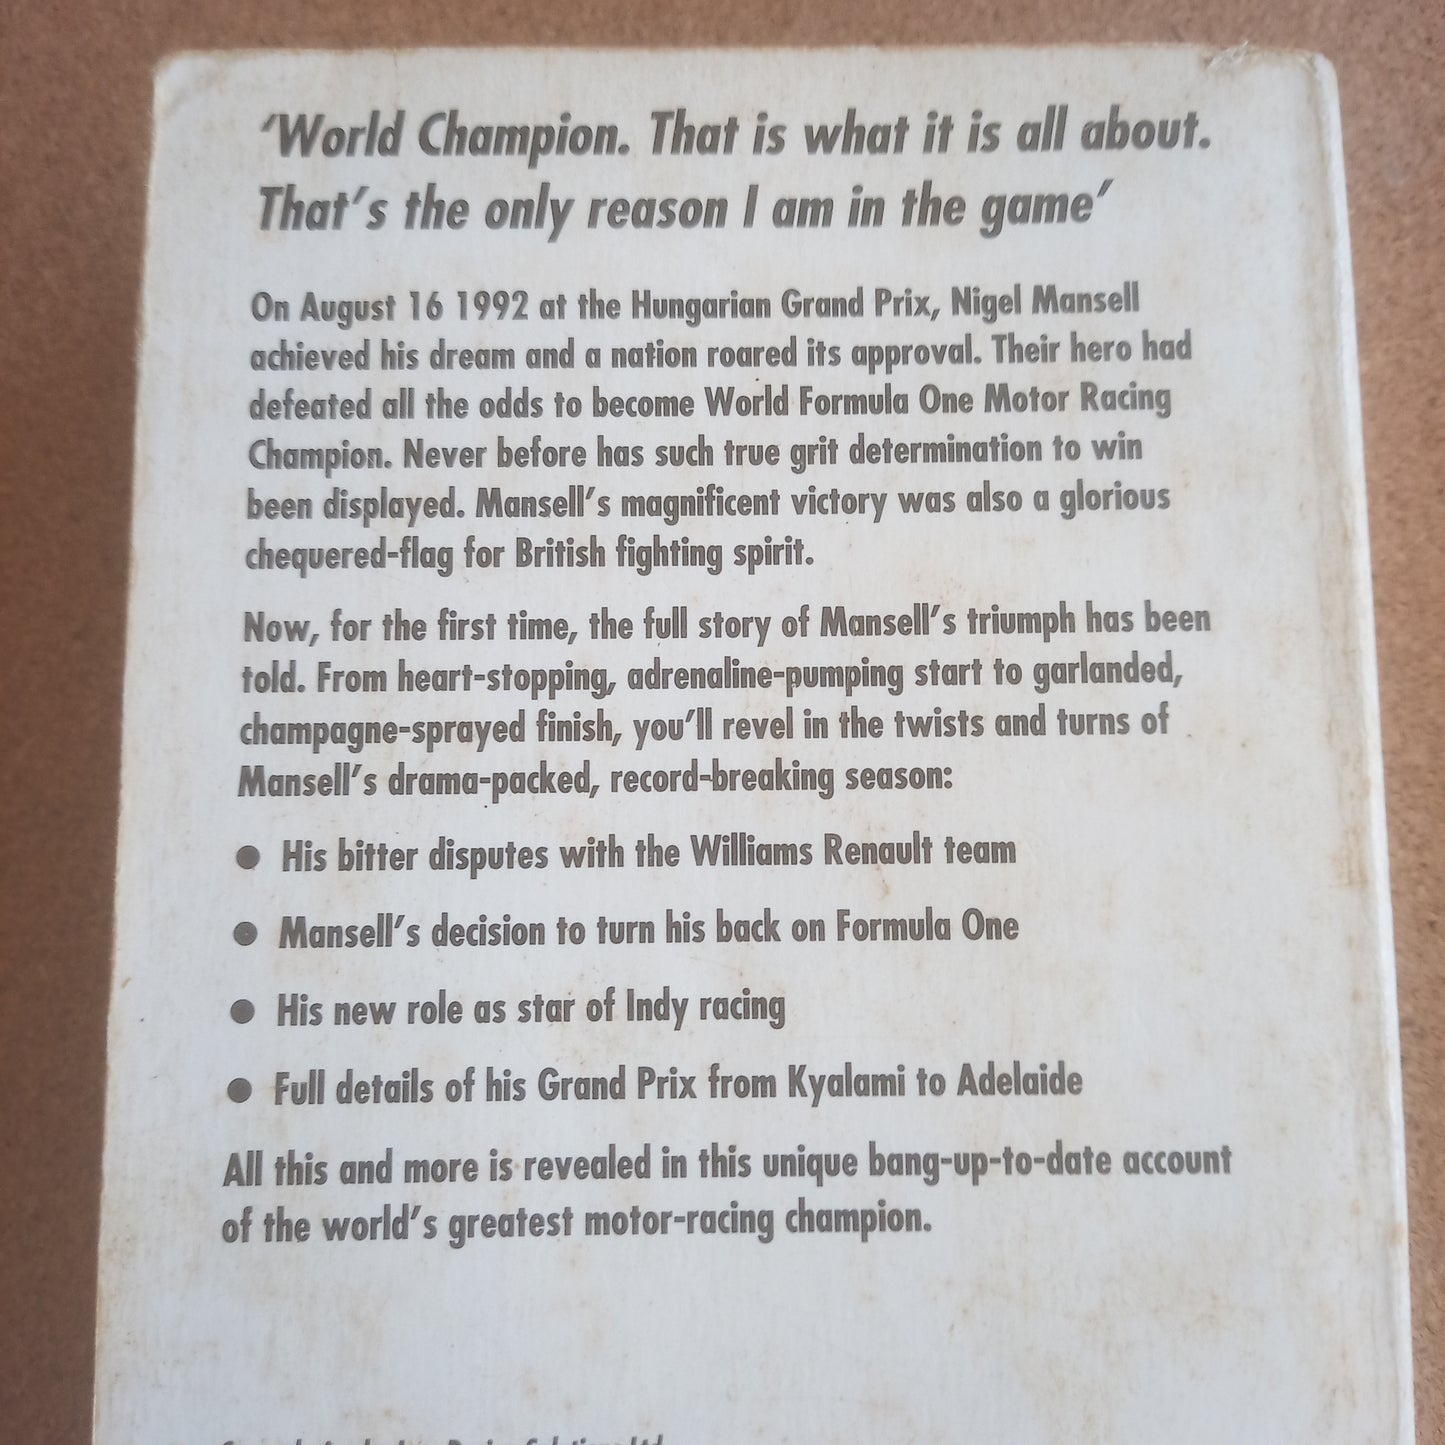 ‘World Champion. That is what it is all about.
That’s the only reason I am in the game’
On August 16 1992 at the Hungarian Grand Prix, Nigel Mansell
achieved his dream and a nation roared its approval. Their hero had
defeated all the odds to become World Formula One Motor Racing
Champion. Never before has such true grit determination to win
been displayed. Mansell’s magnificent victory was also a glorious
chequered-flag for British fighting spirit.
Now, for the first time, the full story of Mansell’s triumph has been
told. From heart-stopping, adrenaline-pumping start to garlanded,
champagne-sprayed finish, you’ll revel in the twists and turns of
Mansell’s drama-packed, record-breaking season:
● His bitter disputes with the Williams Renault team
● Mansell’s decision to turn his back on Formula One
● His new role as star of Indy racing
● Full details of his Grand Prix from Kyalami to Adelaide
All this and more is revealed in this unique bang-up-to-date account
of the world’s greatest motor-racing champion.